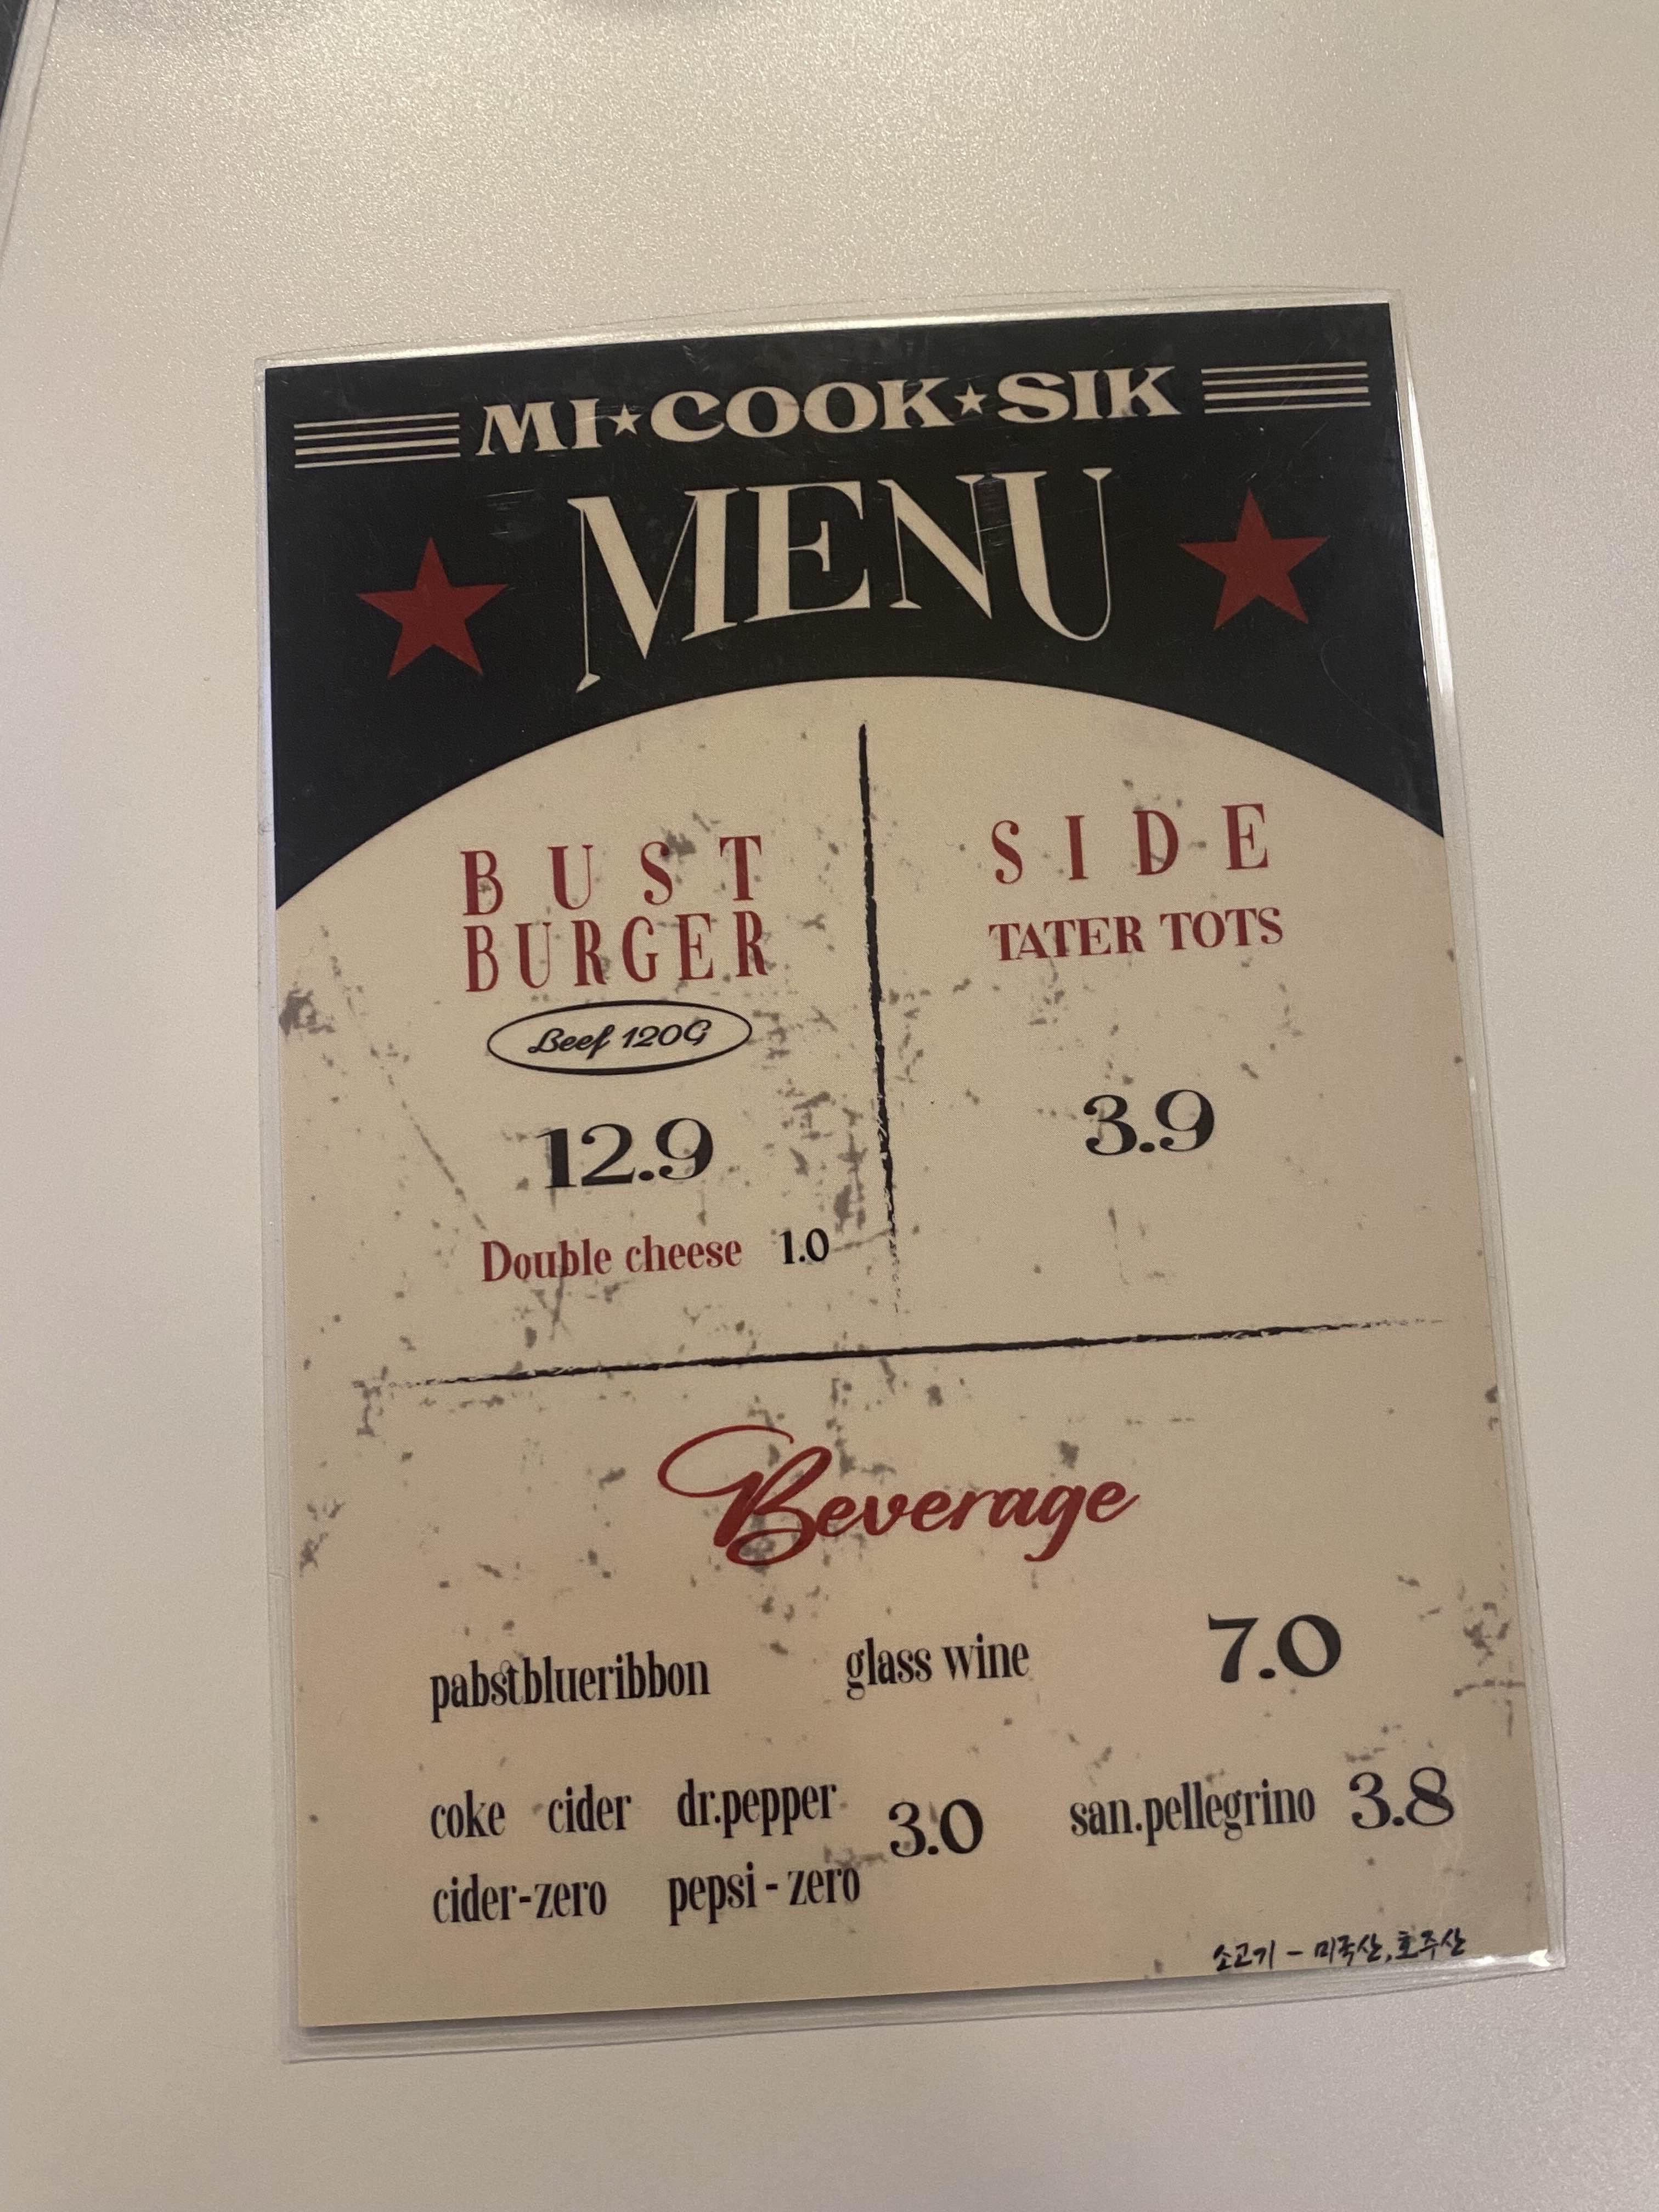 MI★COOK★SIK
MENU
BUST
BURGER
Beef 120G
12.9
Double cheese 1.0
SIDE
TATER TOTS
3.9
Beverage
pabstblueribbon glass wine 7.0
coke cider dr.pepper 3.0
cider-zero pepsi-zero
san.pellegrino 3.8
소고기 - 미국산, 호주산